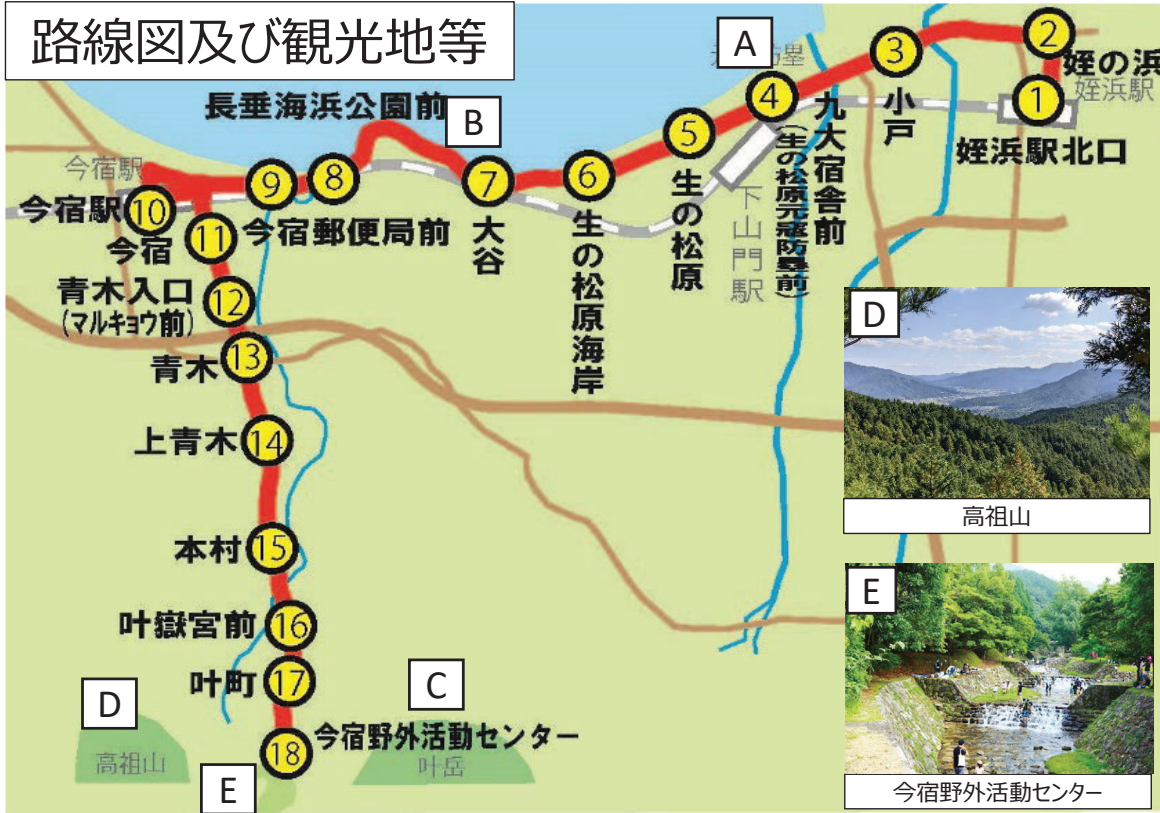 路線図及び観光地等
A
3
2
姪の浜
姪浜駅
1
姪浜駅北口
小戸
4
九大宿舎前
(生の松原元寇防塁前)
下山門駅
5
生の松原
6
生の松原海岸
B
7
大谷
長垂海浜公園前
8
9
今宿郵便局前
今宿駅
今宿駅
10
11
今宿
12
青木入口
(マルキョウ前)
13
青木
14
上青木
15
本村
16
叶嶽宮前
17
叶町
18
今宿野外活動センター
C
叶岳
D
高祖山
E
D
高祖山
E
今宿野外活動センター